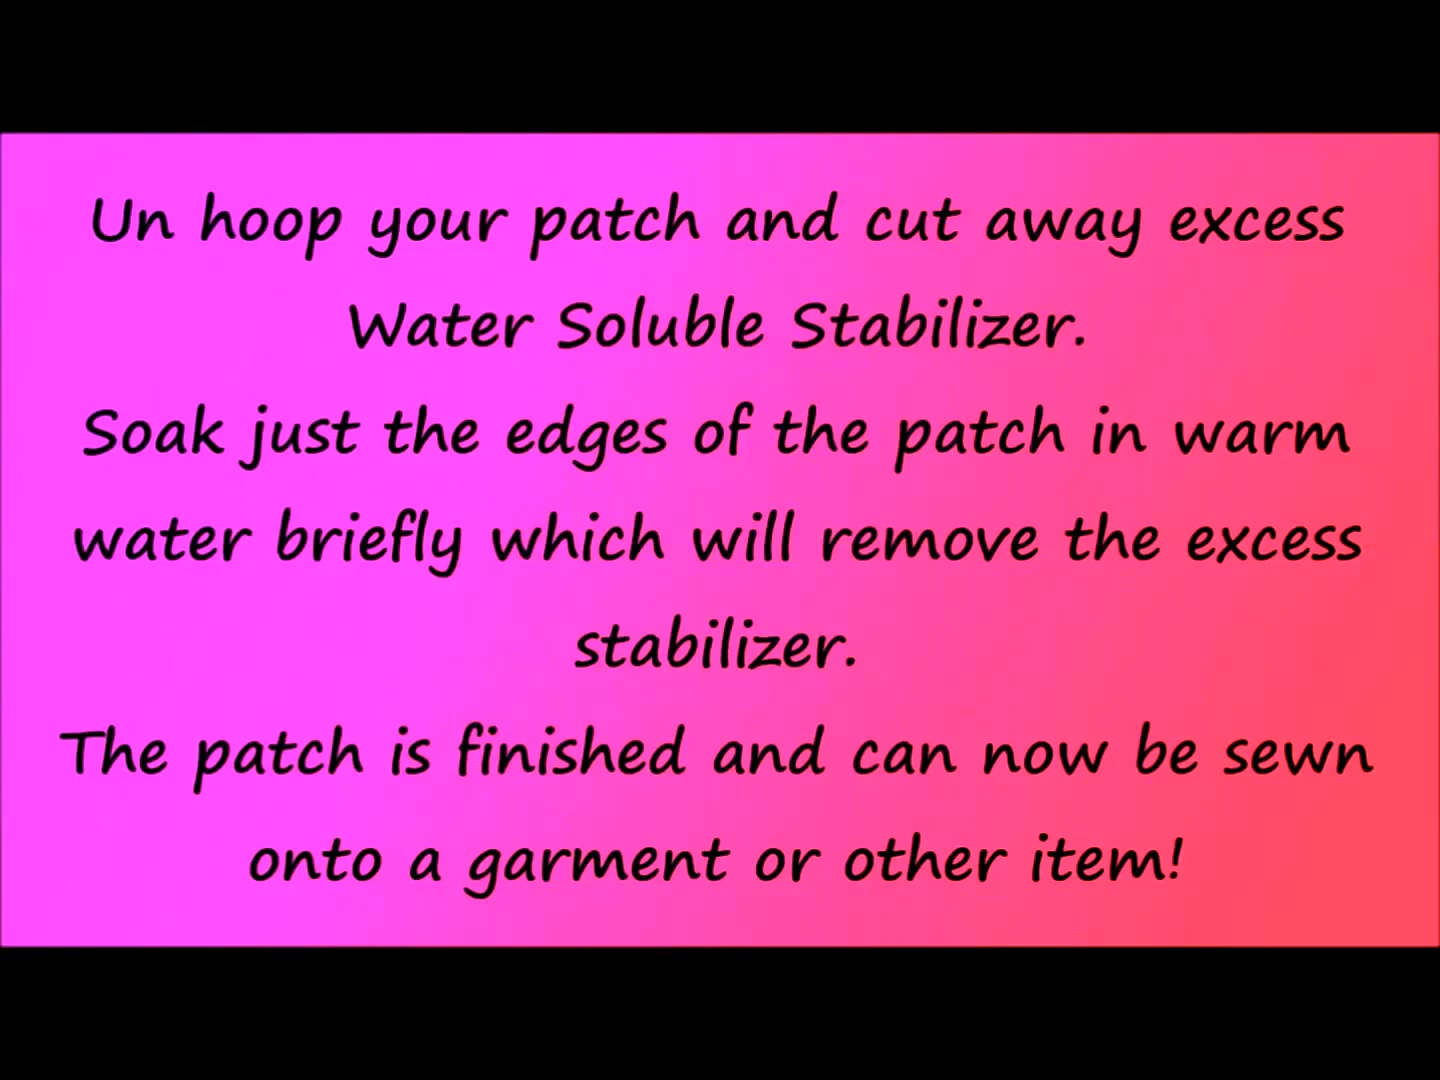 Un hoop your patch and cut away excess
Water Soluble Stabilizer.
Soak just the edges of the patch in warm
water briefly which will remove the excess
stabilizer.
The patch is finished and can now be sewn
onto a garment or other item!